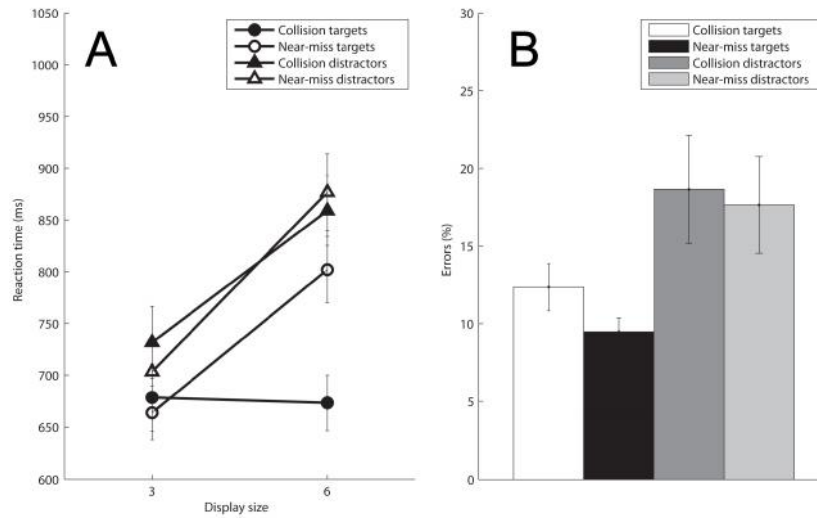 A
Collision targets
Near-miss targets
Collision distractors
Near-miss distractors
1050
1000
950
900
850
800
750
700
650
600
Reaction time (ms)
3
6
Display size
B
Collision targets
Near-miss targets
Collision distractors
Near-miss distractors
30
25
20
15
10
5
0
Errors (%)